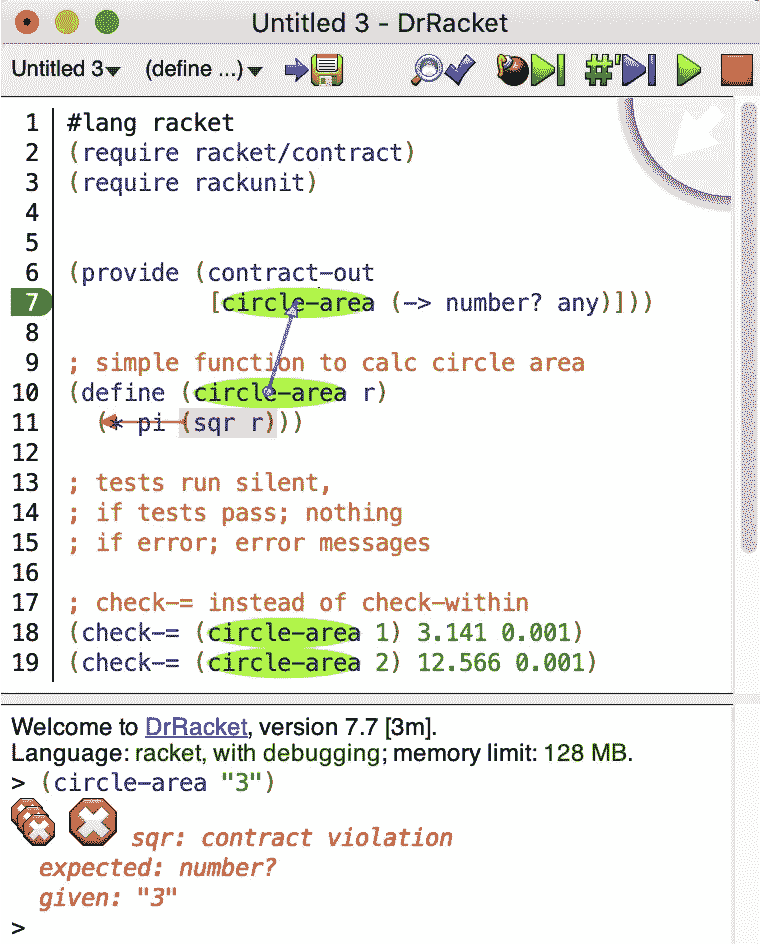 Untitled 3 - DrRacket
Untitled 3▾ (define ...)▾ #'
1 #lang racket
2 (require racket/contract)
3 (require rackunit)
4
5
6 (provide (contract-out
7 [circle-area (-> number? any)]))
8
9 ; simple function to calc circle area
10 (define (circle-area r)
11 (* pi (sqr r)))
12
13 ; tests run silent,
14 ; if tests pass; nothing
15 ; if error; error messages
16
17 ; check-= instead of check-within
18 (check-= (circle-area 1) 3.141 0.001)
19 (check-= (circle-area 2) 12.566 0.001)
Welcome to DrRacket, version 7.7 [3m].
Language: racket, with debugging; memory limit: 128 MB.
> (circle-area "3")
sqr: contract violation
expected: number?
given: "3"
>